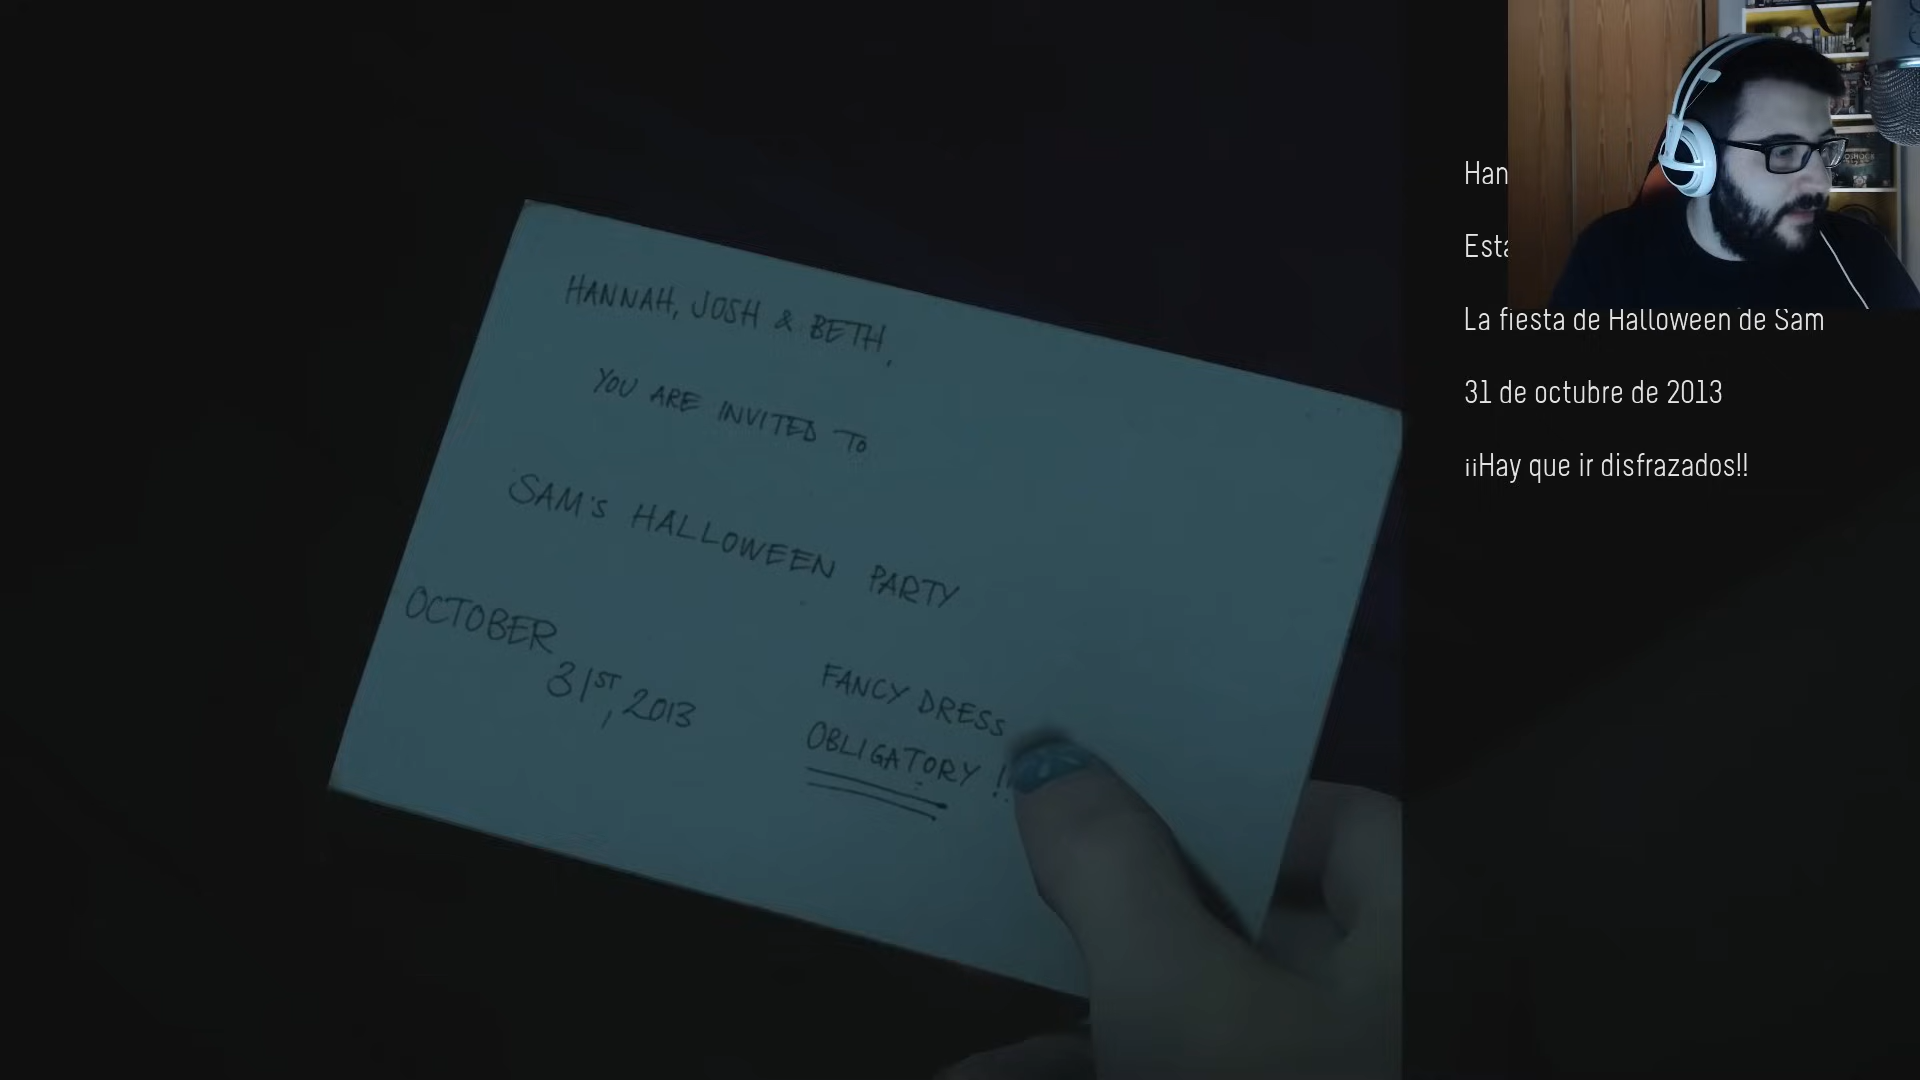 HANNAH, JOSH & BETH.
YOU ARE INVITED TO
SAM'S HALLOWEEN PARTY
OCTOBER
31ST, 2013
FANCY DRESS
OBLIGATORY !!
Han
Esta
La fiesta de Halloween de Sam
31 de octubre de 2013
¡¡Hay que ir disfrazados!!